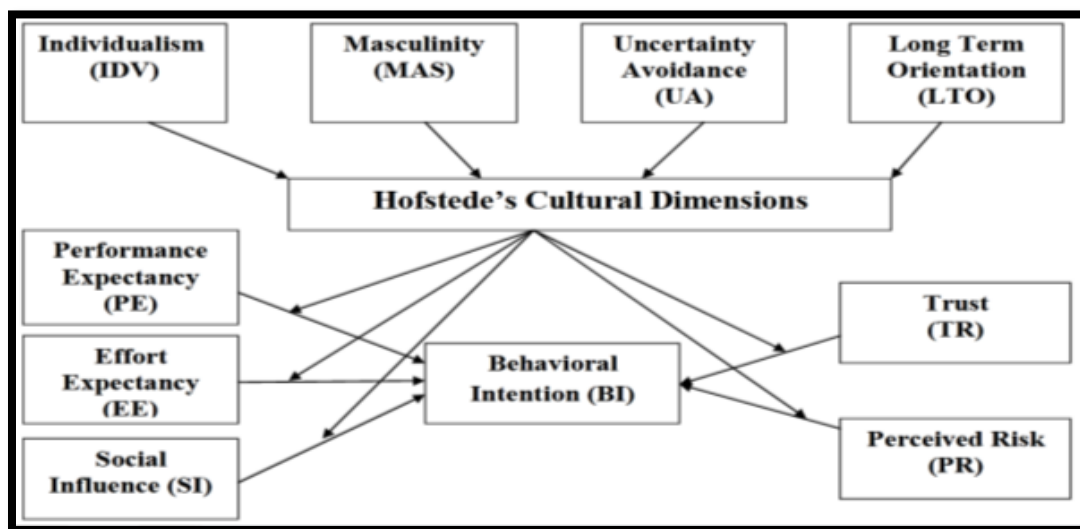 Individualism
(IDV)
Masculinity
(MAS)
Uncertainty
Avoidance
(UA)
Long Term
Orientation
(LTO)
Hofstede’s Cultural Dimensions
Performance
Expectancy
(PE)
Effort
Expectancy
(EE)
Social
Influence (SI)
Behavioral
Intention (BI)
Trust
(TR)
Perceived Risk
(PR)